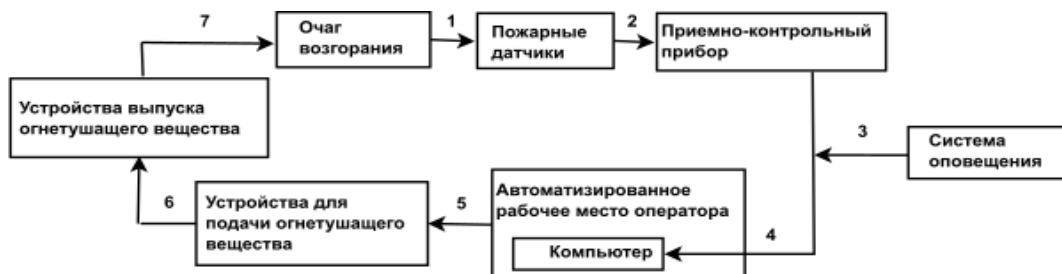 7
Очаг
возгорания
1
Пожарные
датчики
2
Приемно-контрольный
прибор
Устройства выпуска
огнетушащего вещества
3
Система
оповещения
6
Устройства для
подачи огнетушащего
вещества
5
Автоматизированное
рабочее место оператора
Компьютер
4